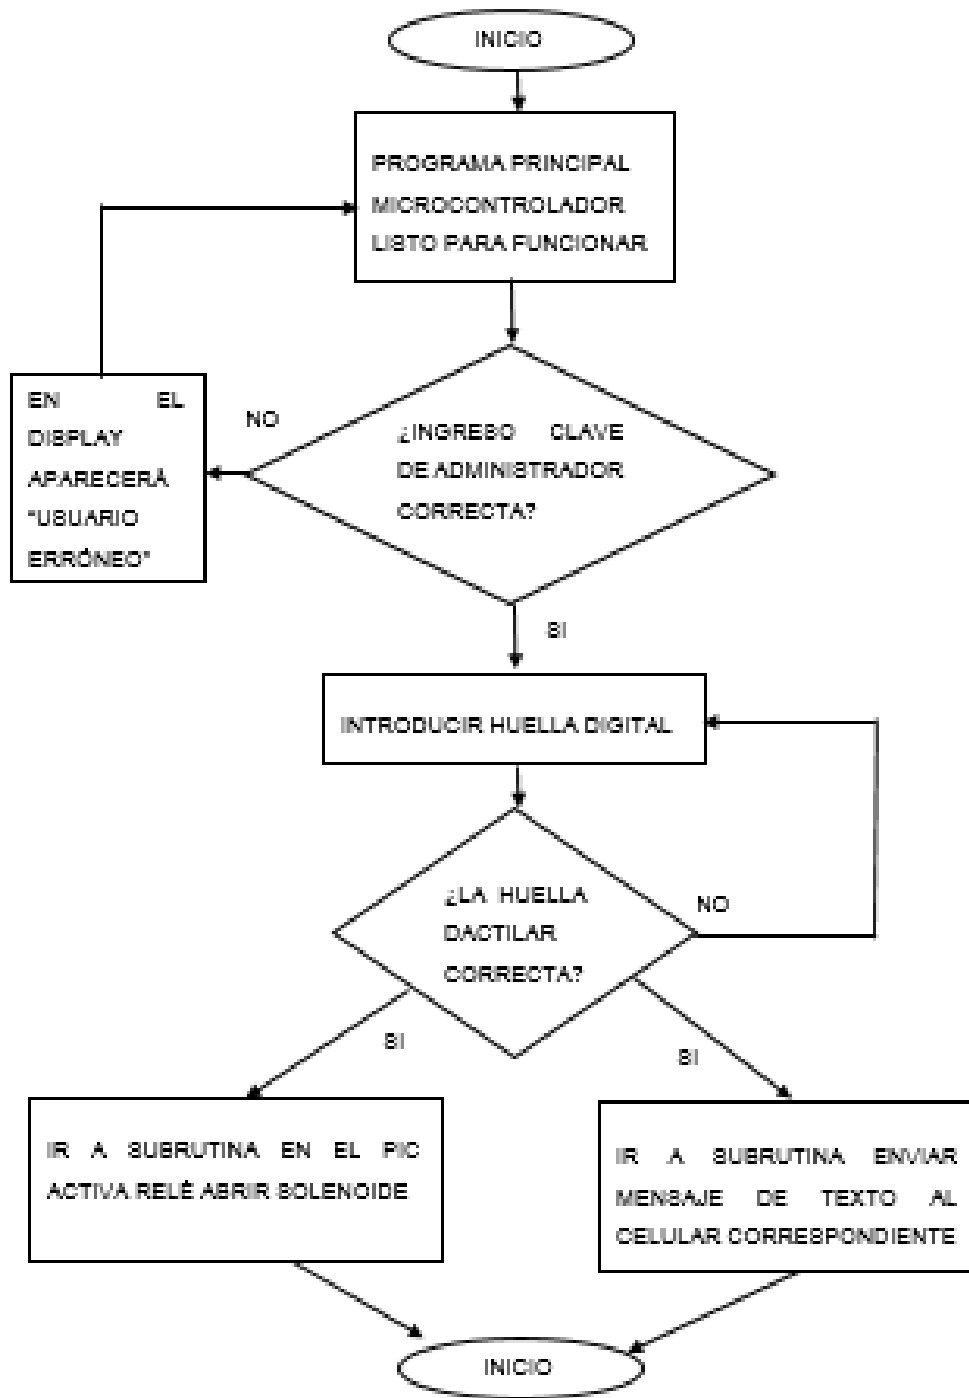 INICIO
PROGRAMA PRINCIPAL
MICROCONTROLADOR
LISTO PARA FUNCIONAR
EN EL
DISPLAY
APARECERÁ
"USUARIO
ERRÓNEO"
NO
¿INGRESO CLAVE
DE ADMINISTRADOR
CORRECTA?
SI
INTRODUCIR HUELLA DIGITAL
¿LA HUELLA
DACTILAR
CORRECTA?
NO
SI
SI
IR A SUBRUTINA EN EL PIC
ACTIVA RELÉ ABRIR SOLENOIDE
IR A SUBRUTINA ENVIAR
MENSAJE DE TEXTO AL
CELULAR CORRESPONDIENTE
INICIO